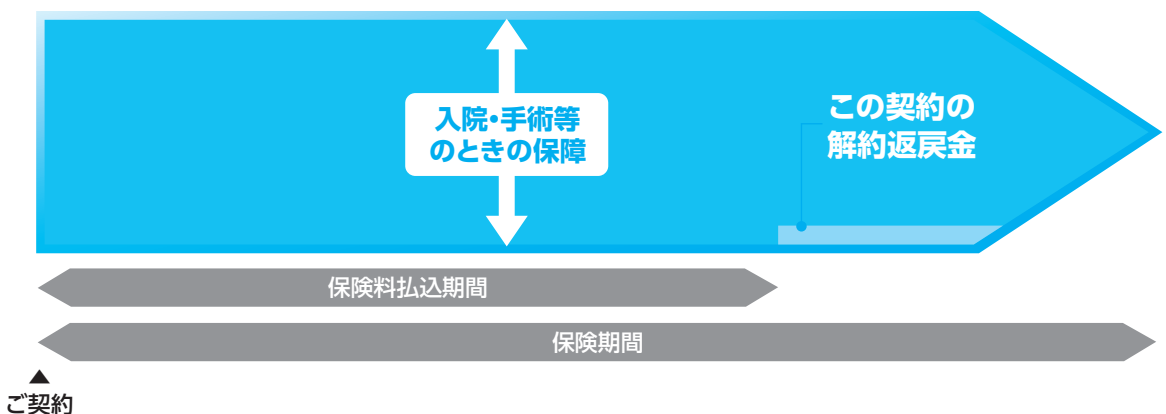 入院・手術等
のときの保障
この契約の
解約返戻金
保険料払込期間
保険期間
▲
ご契約